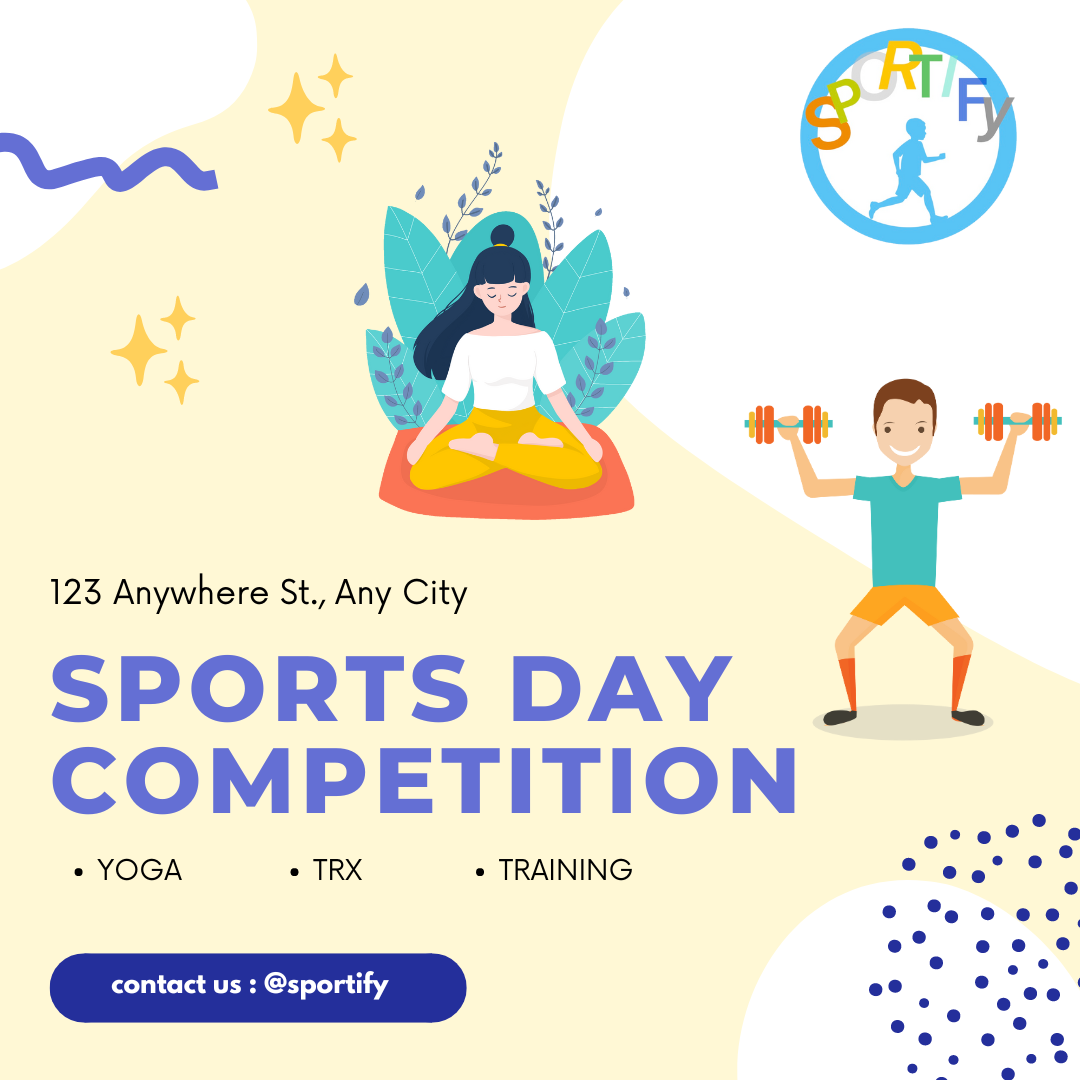 SPORTIFy
123 Anywhere St., Any City
SPORTS DAY
COMPETITION
• YOGA • TRX • TRAINING
contact us : @sportify